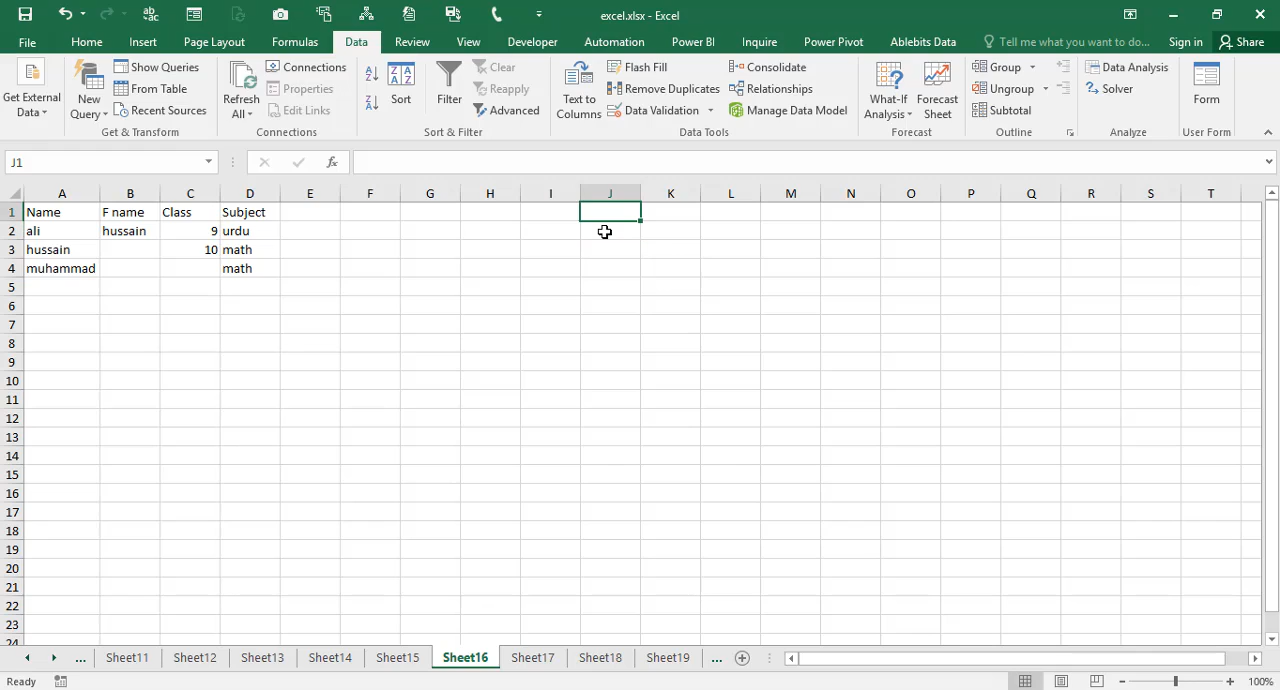 excel.xlsx - Excel
File Home Insert Page Layout Formulas Data Review View Developer Automation Power BI Inquire Power Pivot Ablebits Data Tell me what you want to do... Sign in Share
Get External Data
New Query
Show Queries
From Table
Recent Sources
Get & Transform
Refresh All
Connections
Properties
Edit Links
Connections
Sort
Filter
Clear
Reapply
Advanced
Sort & Filter
Text to Columns
Flash Fill
Remove Duplicates
Data Validation
Consolidate
Relationships
Manage Data Model
Data Tools
What-If Analysis
Forecast Sheet
Forecast
Group
Ungroup
Subtotal
Outline
Data Analysis
Solver
Analyze
Form
User Form
J1 fx
A B C D E F G H I J K L M N O P Q R S T
1 Name F name Class Subject
2 ali hussain 9 urdu
3 hussain 10 math
4 muhammad math
5
6
7
8
9
10
11
12
13
14
15
16
17
18
19
20
21
22
23
24
... Sheet11 Sheet12 Sheet13 Sheet14 Sheet15 Sheet16 Sheet17 Sheet18 Sheet19 ...
Ready 100%